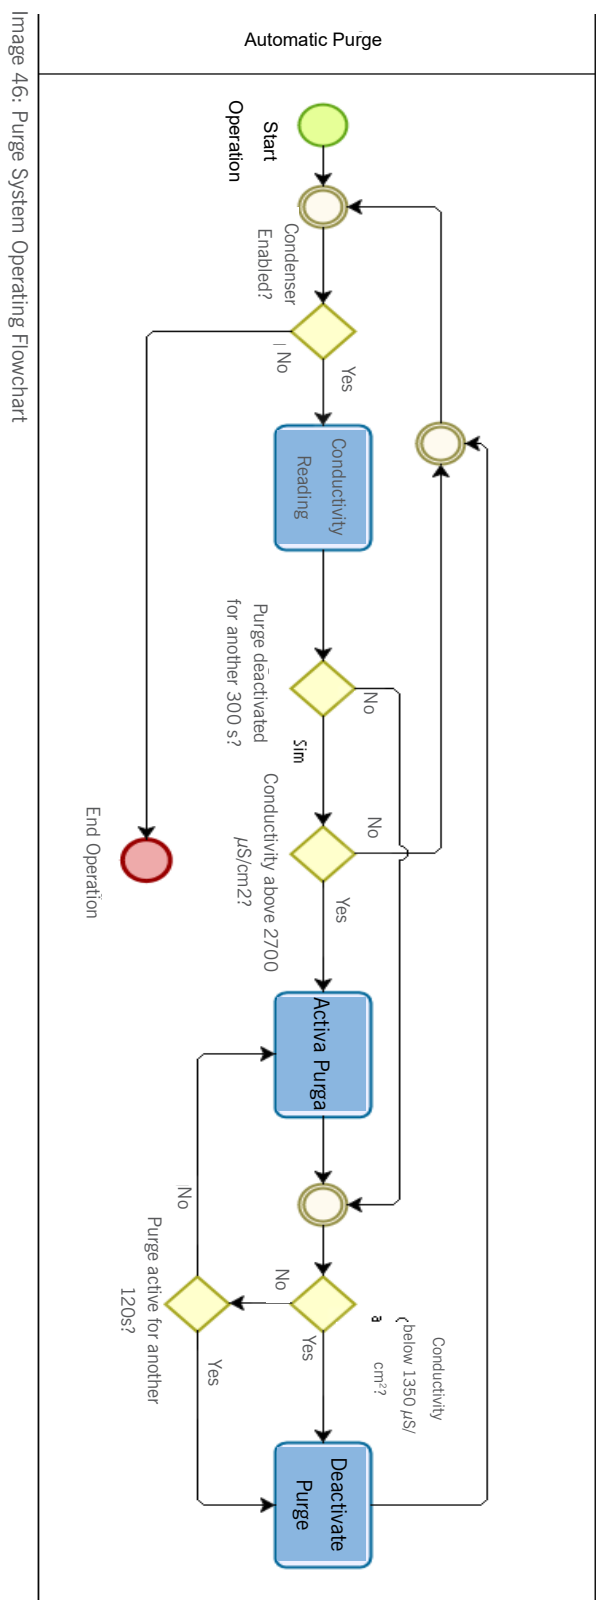 Automatic Purge
Start
Operation
Condenser
Enabled?
No
Yes
Conductivity
Reading
Purge deactivated
for another 300 s?
No
Sim
Conductivity above 2700
µS/cm2?
No
Yes
End Operation
Activa Purga
Conductivity
below 1350 µS/
cm²?
a
No
Yes
Purge active for another
120s?
No
Yes
Deactivate
Purge
Image 46: Purge System Operating Flowchart